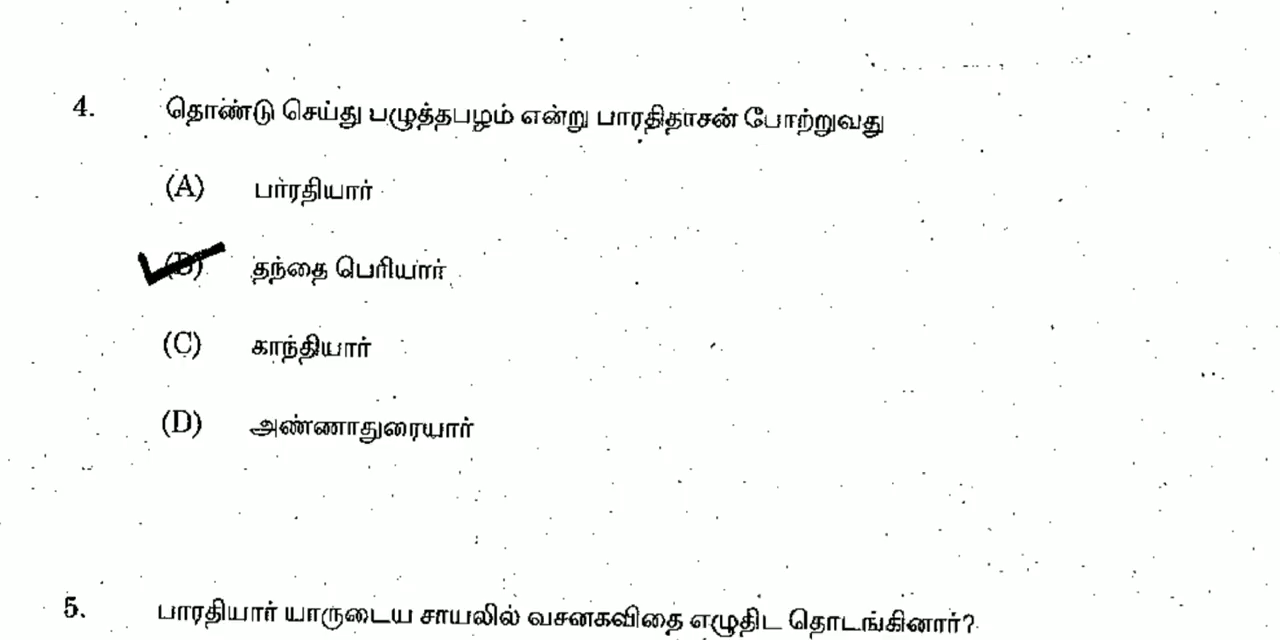 4. தொண்டு செய்து பழுத்தபழம் என்று பாரதிதாசன் போற்றுவது
(A) பாரதியார்
(B) தந்தை பெரியார்
(C) காந்தியார்
(D) அண்ணாதுரையார்
5. பாரதியார் யாருடைய சாயலில் வசனகவிதை எழுதிட தொடங்கினார்?